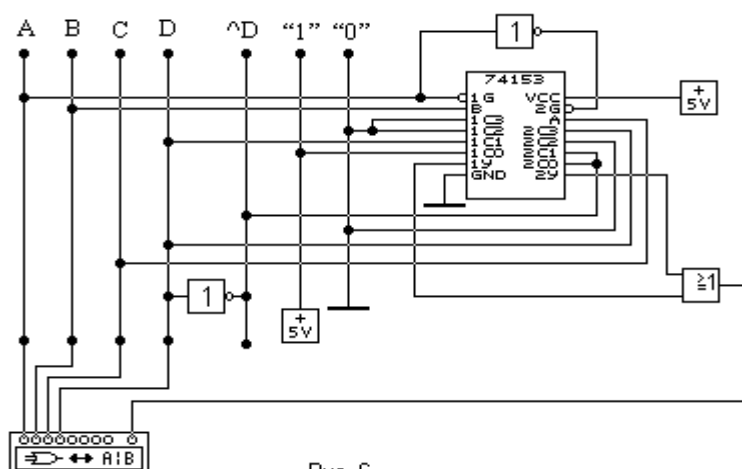 A B C D ^D “1” “0”
1
74153
1G VCC
B 2G
1C3 A
1C2 2C3
1C1 2C2
1C0 2C1
1Y 2C0
GND 2Y
+
5V
≥1
1
+
5V
A|B